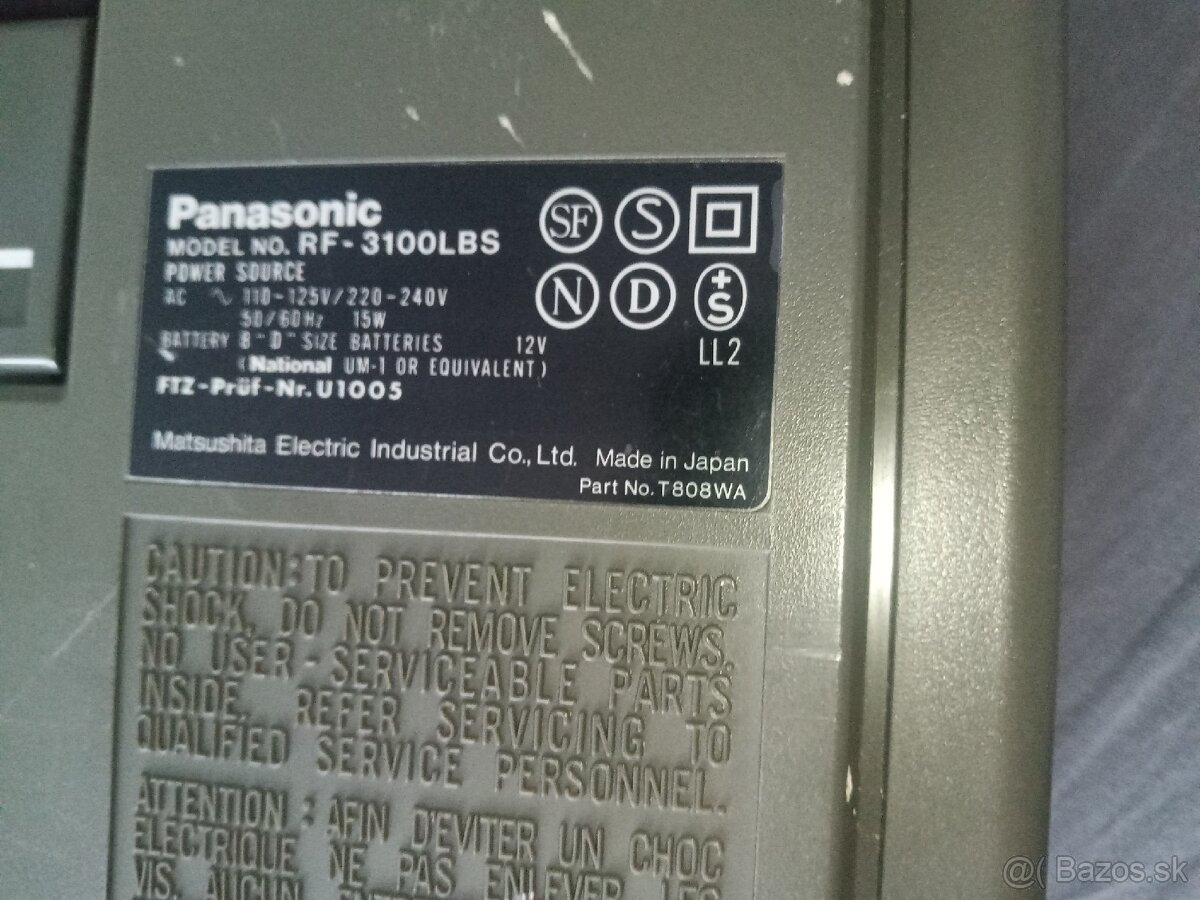 Panasonic
MODEL NO. RF-3100LBS
POWER SOURCE
AC ∿ 110-125V/220-240V
50/60Hz 15W
BATTERY 8 "D" SIZE BATTERIES 12V
(National UM-1 OR EQUIVALENT)
FTZ-Prüf-Nr. U1005
SF S
N D +S
LL2
Matsushita Electric Industrial Co., Ltd. Made in Japan
Part No. T808WA
CAUTION: TO PREVENT ELECTRIC
SHOCK, DO NOT REMOVE SCREWS.
NO USER-SERVICEABLE PARTS
INSIDE. REFER SERVICING TO
QUALIFIED SERVICE PERSONNEL.
ATTENTION: AFIN D'EVITER UN CHOC
ELECTRIQUE NE PAS ENLEVER LES
VIS. AUCUN
@( Bazos.sk